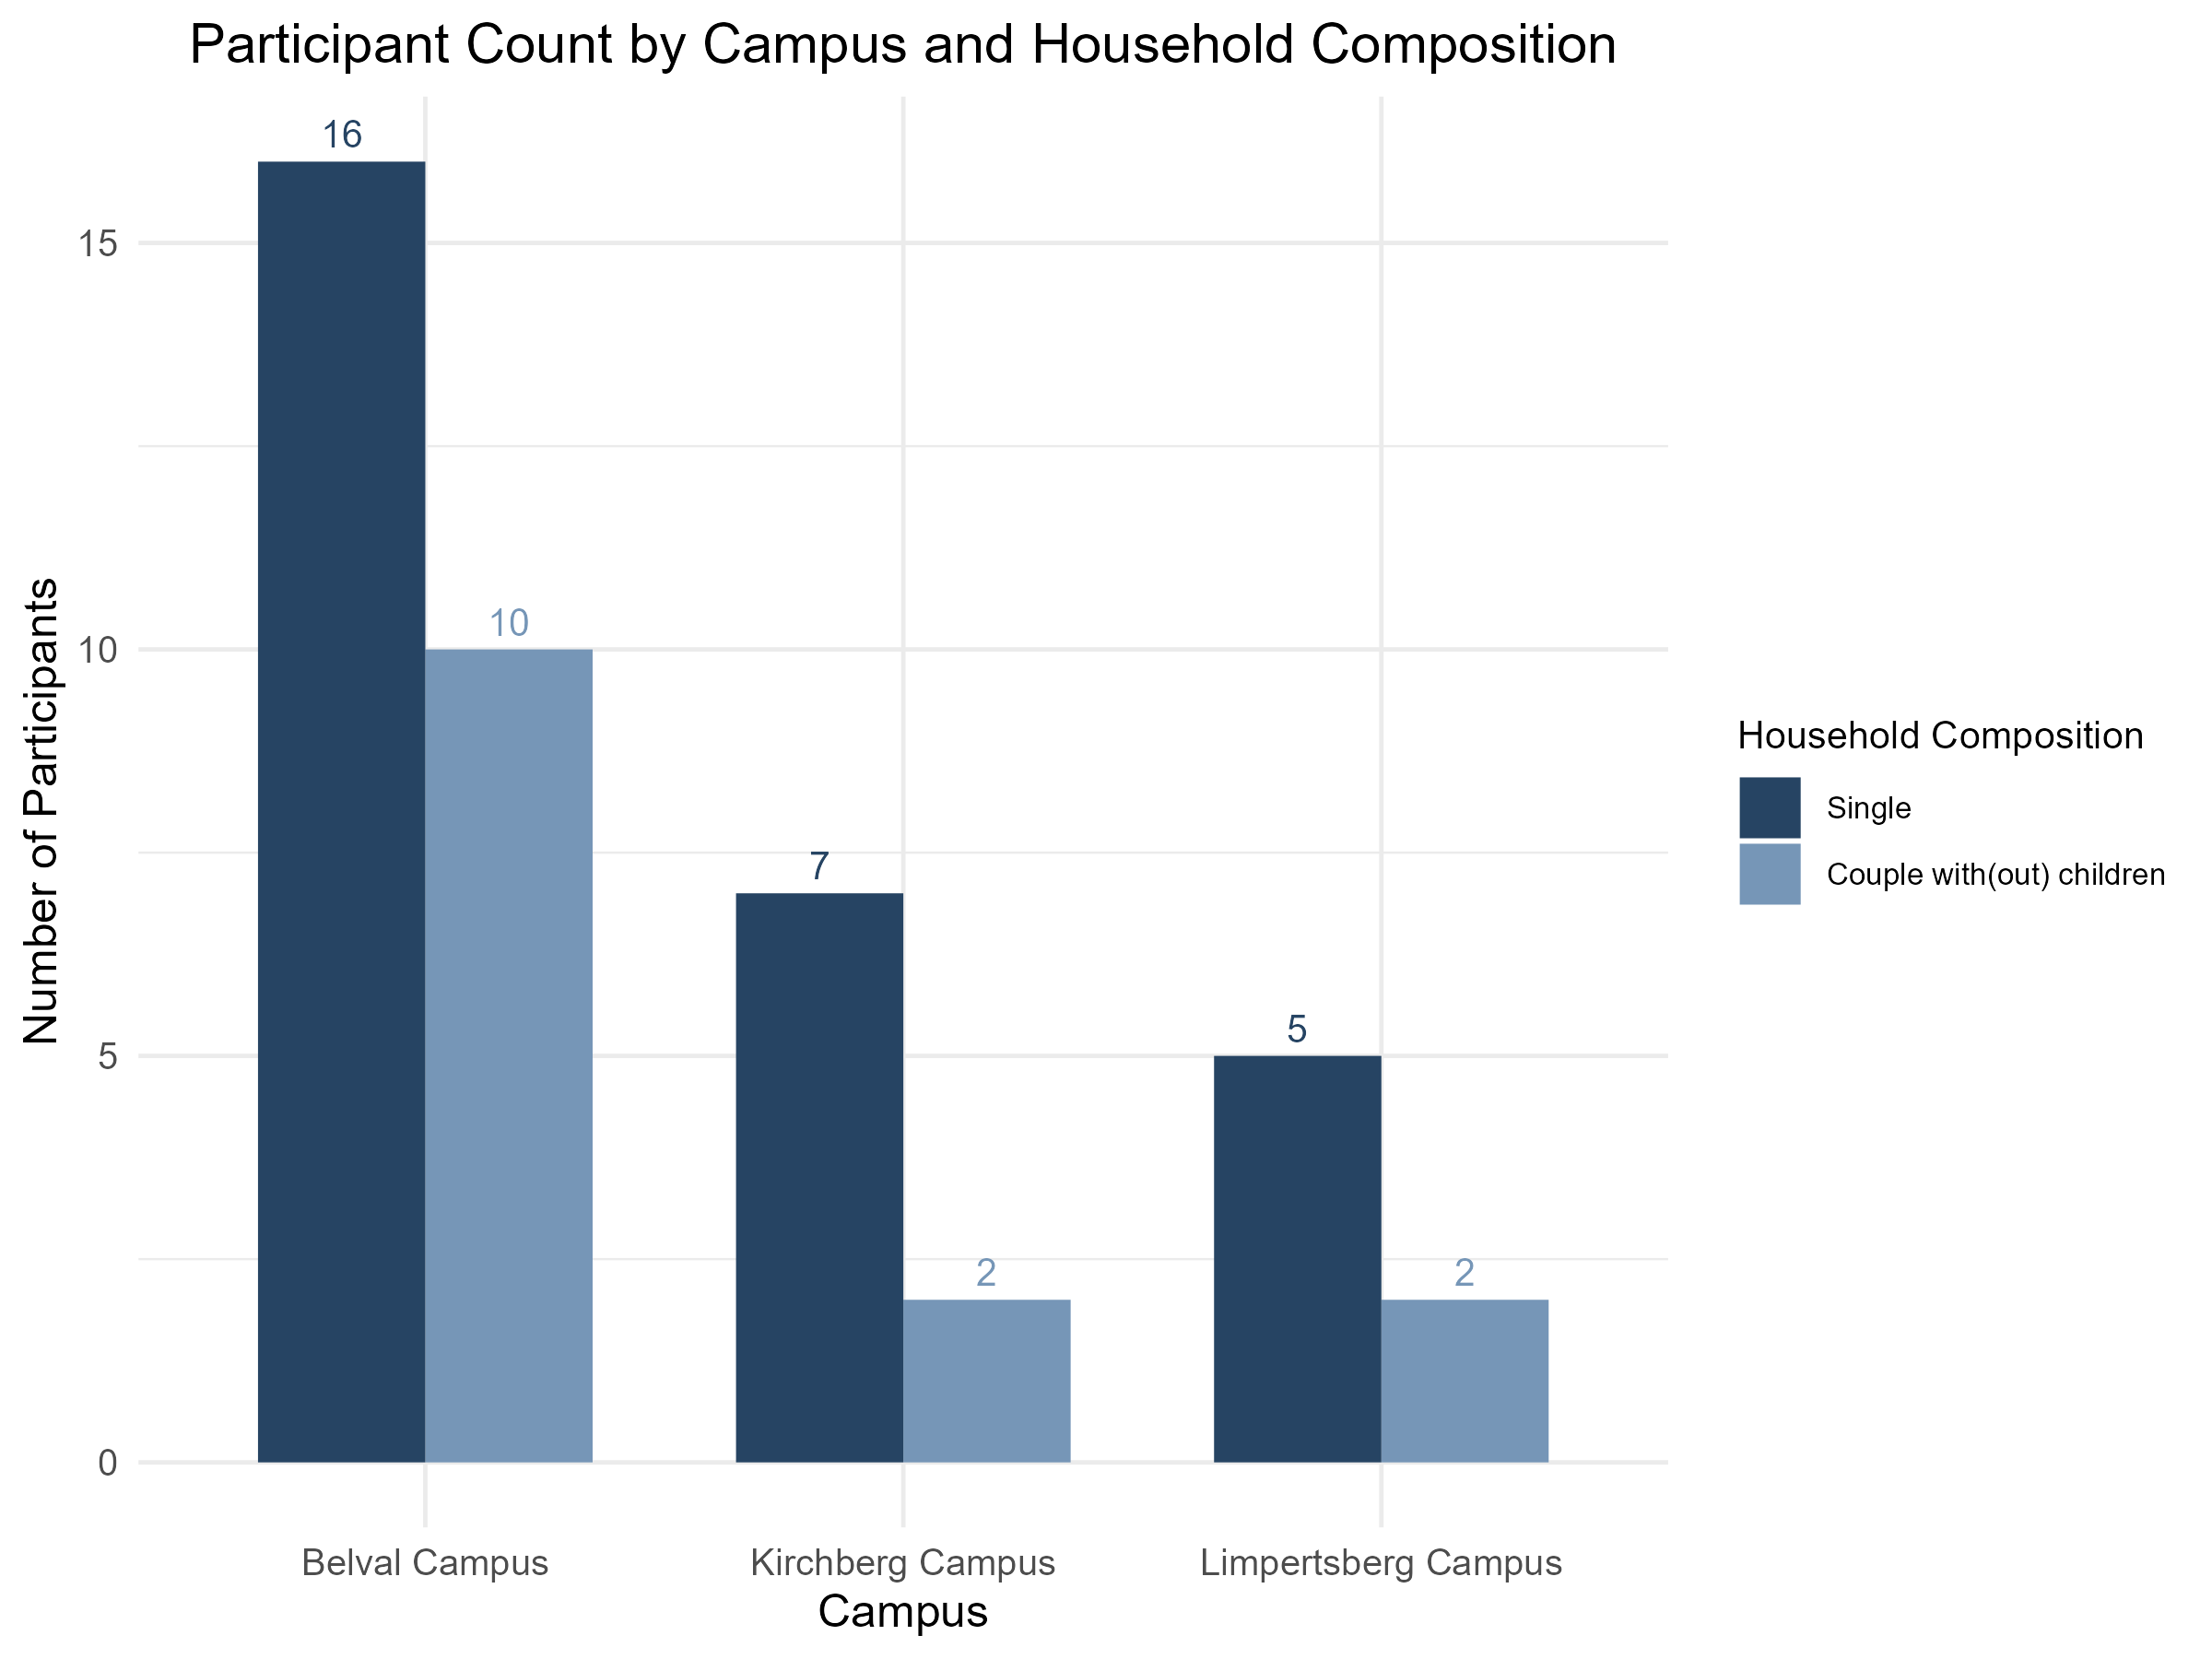 Participant Count by Campus and Household Composition
16
15
10
10
7
5
5
2
2
0
Number of Participants
Belval Campus
Kirchberg Campus
Limpertsberg Campus
Campus
Household Composition
Single
Couple with(out) children